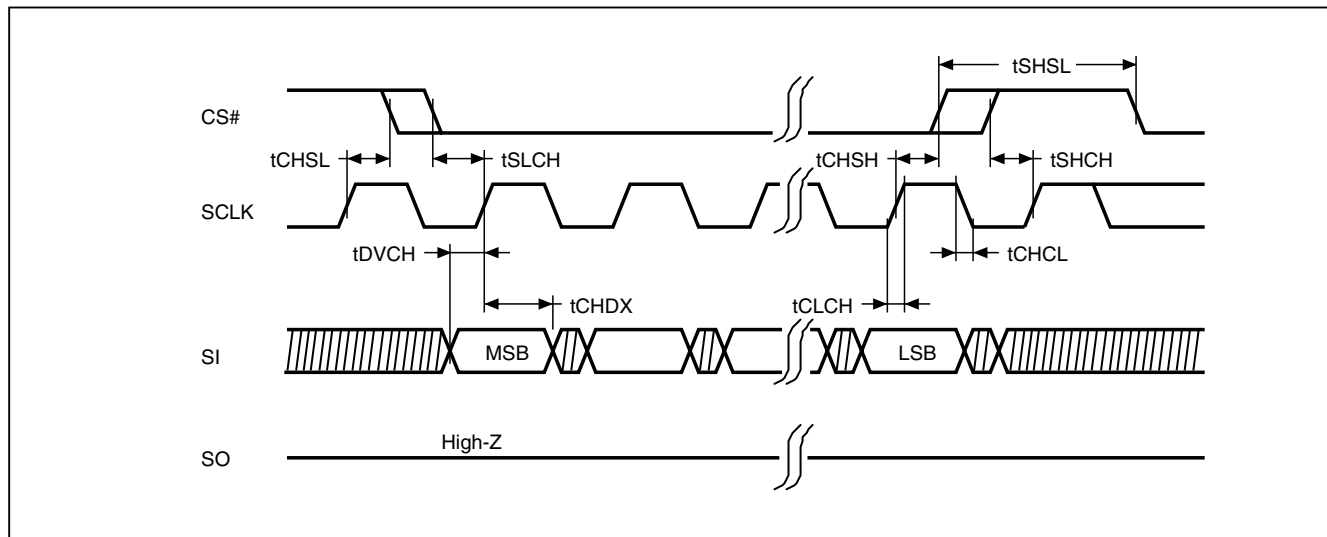 tSHSL
CS#
tCHSL
tSLCH
tCHSH
tSHCH
SCLK
tDVCH
tCHCL
tCHDX
tCLCH
SI
MSB
LSB
High-Z
SO